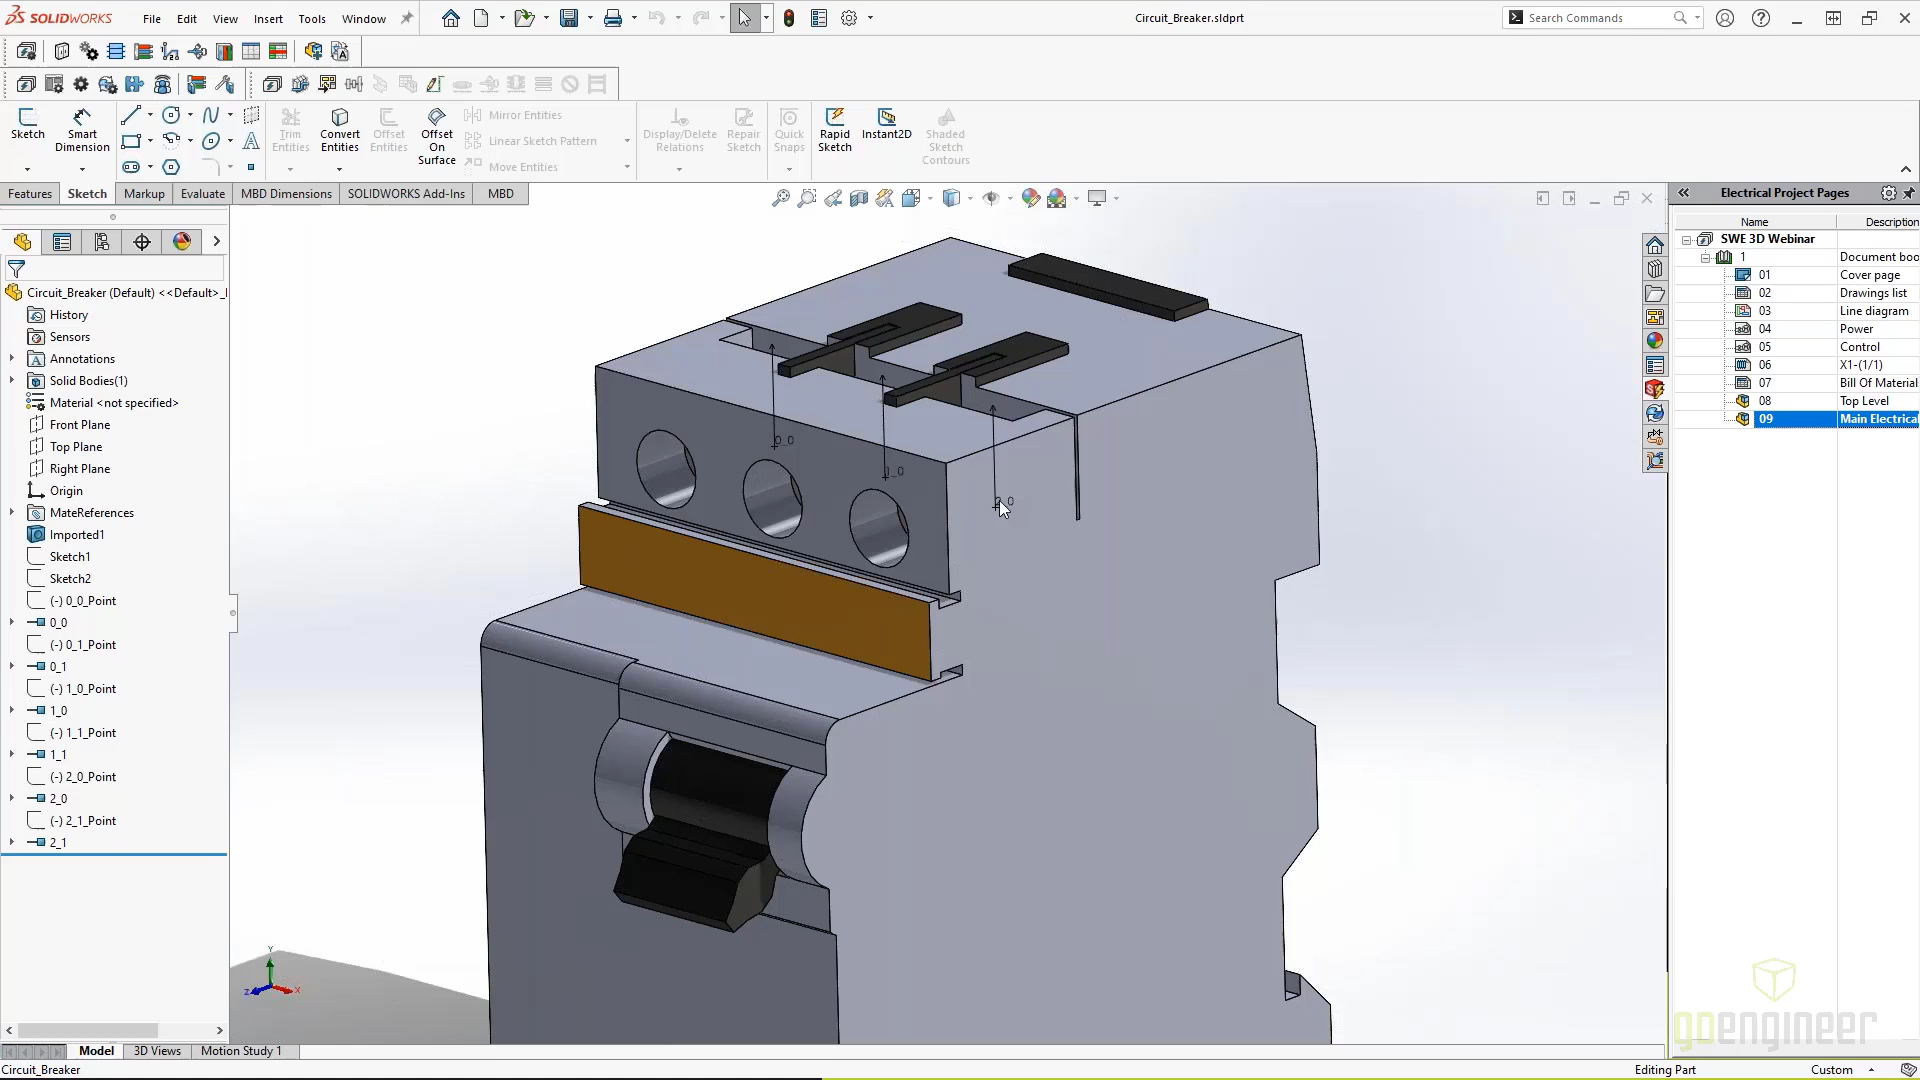 SOLIDWORKS File Edit View Insert Tools Window Circuit_Breaker.sldprt Search Commands
Sketch
Smart Dimension
Trim Entities
Convert Entities
Offset Entities
Offset On Surface
Mirror Entities
Linear Sketch Pattern
Move Entities
Display/Delete Relations
Repair Sketch
Quick Snaps
Rapid Sketch
Instant2D
Shaded Sketch Contours
Features Sketch Markup Evaluate MBD Dimensions SOLIDWORKS Add-Ins MBD
Circuit_Breaker (Default) <<Default>_
History
Sensors
Annotations
Solid Bodies(1)
Material <not specified>
Front Plane
Top Plane
Right Plane
Origin
MateReferences
Imported1
Sketch1
Sketch2
(-) 0_0_Point
0_0
(-) 0_1_Point
0_1
(-) 1_0_Point
1_0
(-) 1_1_Point
1_1
(-) 2_0_Point
2_0
(-) 2_1_Point
2_1
0_0
1_0
Y
Z
X
Electrical Project Pages
Name Description
SWE 3D Webinar
1 Document boo
01 Cover page
02 Drawings list
03 Line diagram
04 Power
05 Control
06 X1-(1/1)
07 Bill Of Material
08 Top Level
09 Main Electrica
goengineer
Model 3D Views Motion Study 1
Circuit_Breaker Editing Part Custom